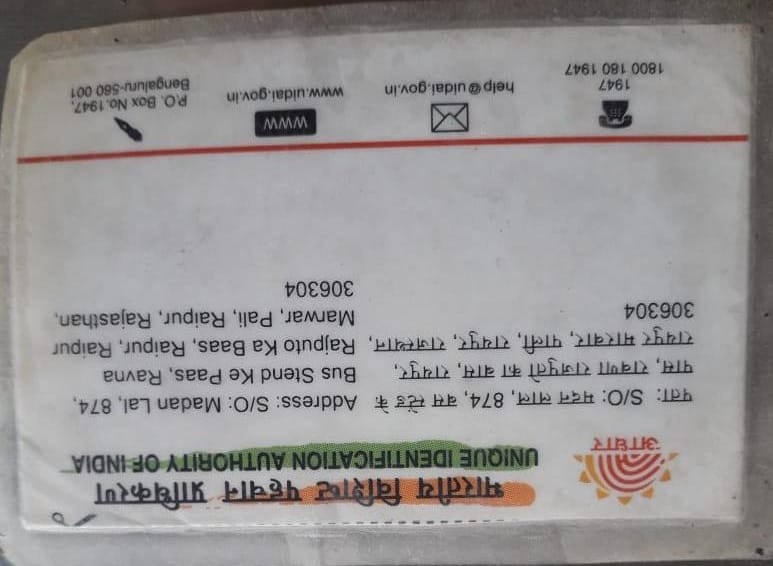 भारतीय विशिष्ट पहचान प्राधिकरण
UNIQUE IDENTIFICATION AUTHORITY OF INDIA
आधार
पता: S/O: मदन लाल, 874, बस स्टेंड के
पास, रावणा राजपुतो का बास, रायपुर,
रायपुर मारवार, पाली, रायपुर, राजस्थान,
306304
Address: S/O: Madan Lal, 874,
Bus Stend Ke Paas, Ravna
Rajputo Ka Baas, Raipur, Raipur
Marwar, Pali, Raipur, Rajasthan,
306304
1947
1800 180 1947
help@uidai.gov.in
WWW
www.uidai.gov.in
P.O. Box No.1947,
Bengaluru-560 001